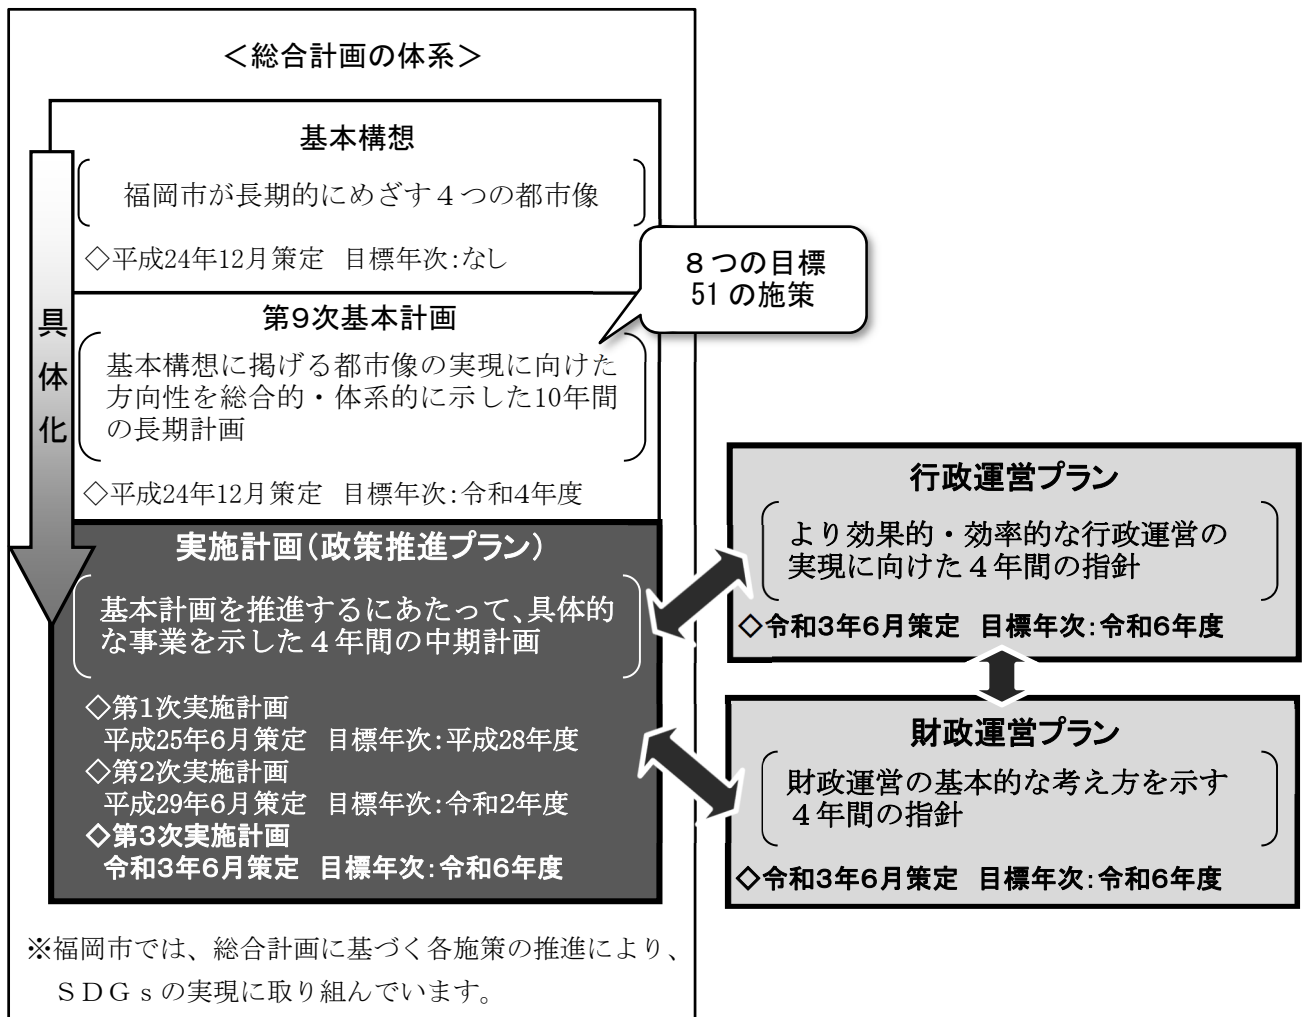 ＜総合計画の体系＞
基本構想
福岡市が長期的にめざす４つの都市像
◇平成24年12月策定　目標年次：なし
８つの目標
51の施策
具体化
第９次基本計画
基本構想に掲げる都市像の実現に向けた
方向性を総合的・体系的に示した10年間
の長期計画
◇平成24年12月策定　目標年次：令和４年度
実施計画（政策推進プラン）
基本計画を推進するにあたって、具体的
な事業を示した４年間の中期計画
◇第１次実施計画
平成25年６月策定　目標年次：平成28年度
◇第２次実施計画
平成29年６月策定　目標年次：令和２年度
◇第３次実施計画
令和３年６月策定　目標年次：令和６年度
行政運営プラン
より効果的・効率的な行政運営の
実現に向けた４年間の指針
◇令和３年６月策定　目標年次：令和６年度
財政運営プラン
財政運営の基本的な考え方を示す
４年間の指針
◇令和３年６月策定　目標年次：令和６年度
※福岡市では、総合計画に基づく各施策の推進により、
ＳＤＧｓの実現に取り組んでいます。